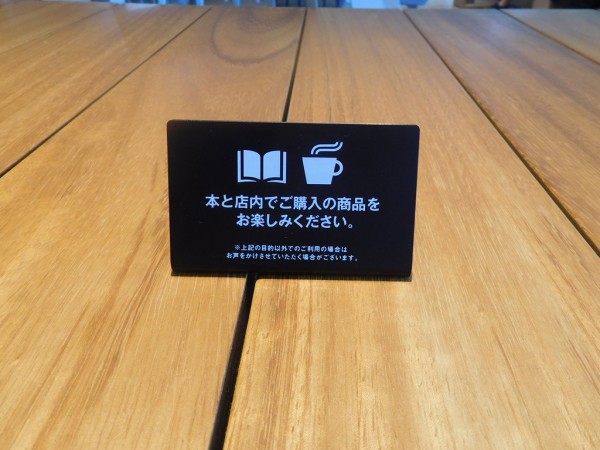 本と店内でご購入の商品を
お楽しみください。
※上記の目的以外でのご利用の場合は
お声をかけさせていただく場合がございます。